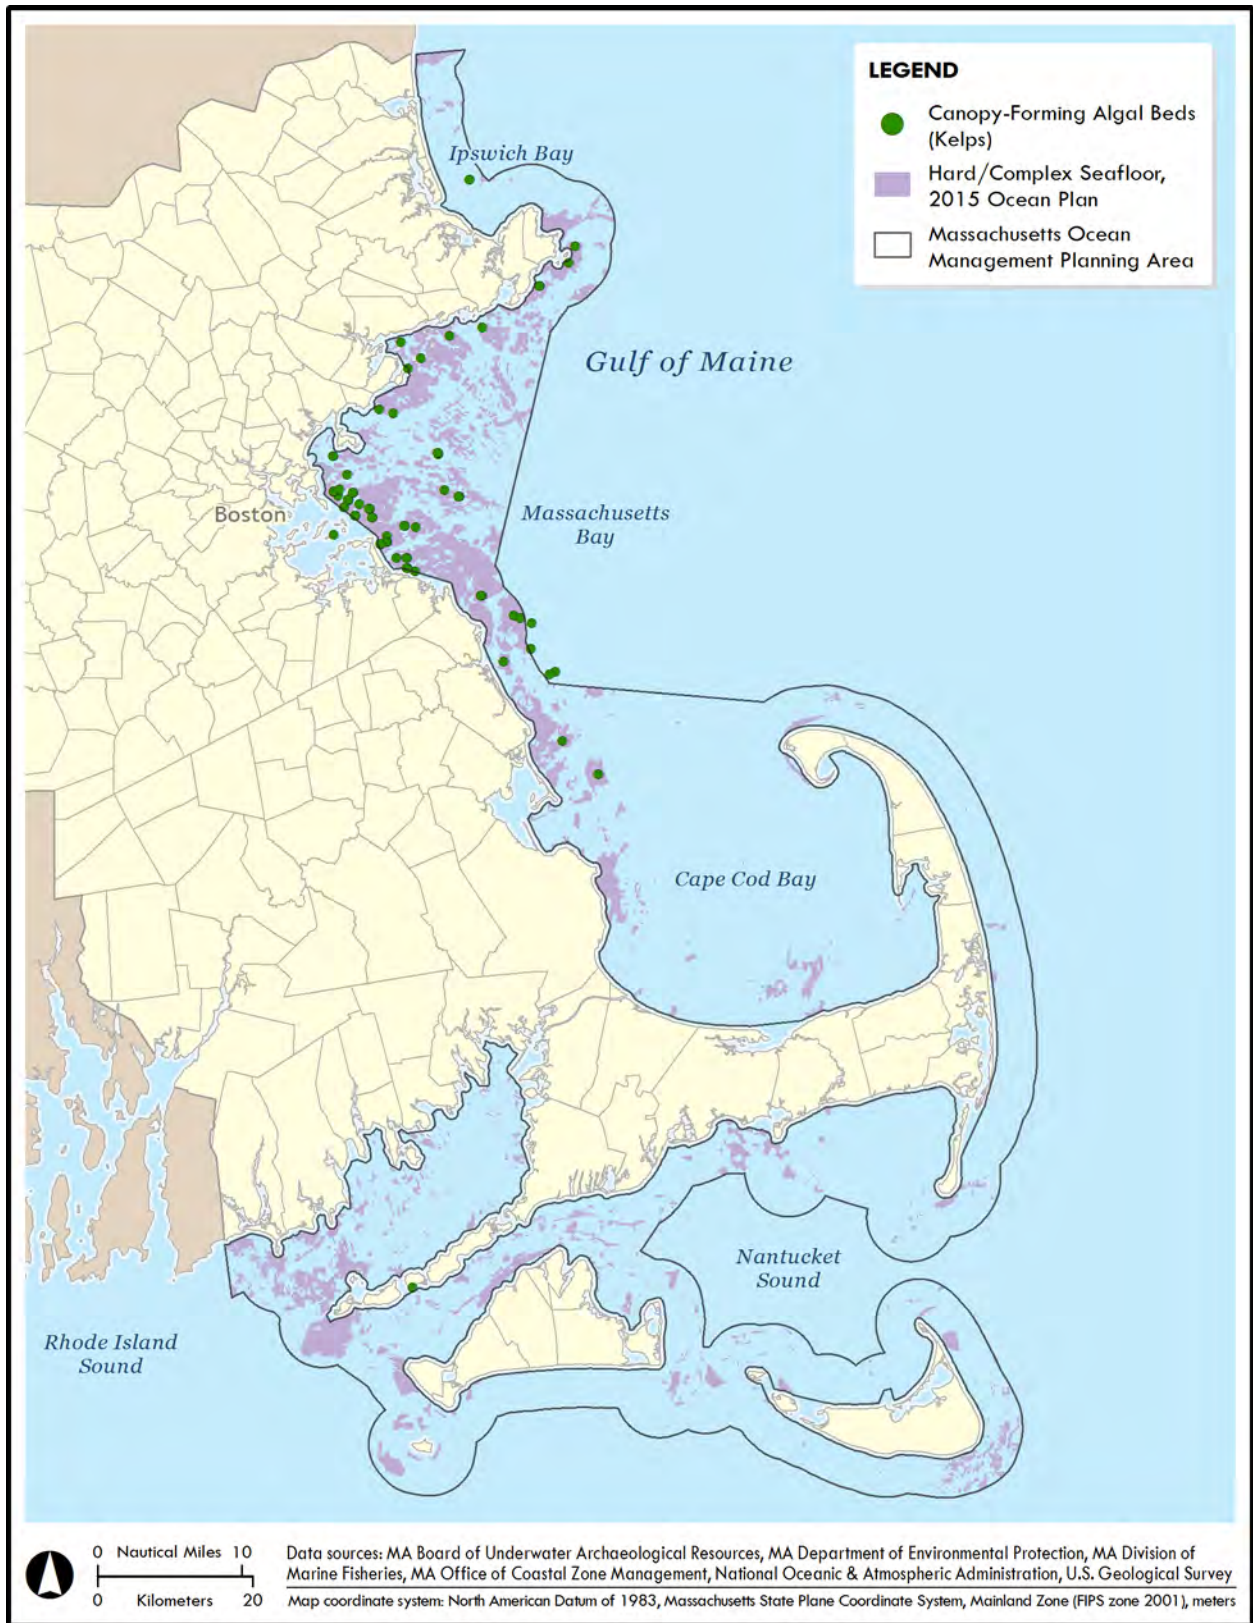 LEGEND
Canopy-Forming Algal Beds
(Kelps)
Hard/Complex Seafloor,
2015 Ocean Plan
Massachusetts Ocean
Management Planning Area
Ipswich Bay
Gulf of Maine
Massachusetts
Bay
Boston
Cape Cod Bay
Nantucket
Sound
Rhode Island
Sound
0 Nautical Miles 10
0 Kilometers 20
Data sources: MA Board of Underwater Archaeological Resources, MA Department of Environmental Protection, MA Division of
Marine Fisheries, MA Office of Coastal Zone Management, National Oceanic & Atmospheric Administration, U.S. Geological Survey
Map coordinate system: North American Datum of 1983, Massachusetts State Plane Coordinate System, Mainland Zone (FIPS zone 2001), meters